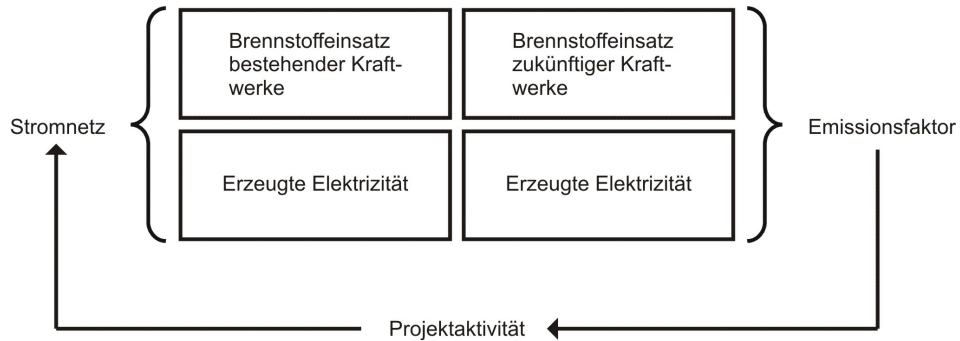 Brennstoffeinsatz
bestehender Kraft-
werke
Brennstoffeinsatz
zukünftiger Kraft-
werke
Stromnetz
Emissionsfaktor
Erzeugte Elektrizität
Erzeugte Elektrizität
Projektaktivität